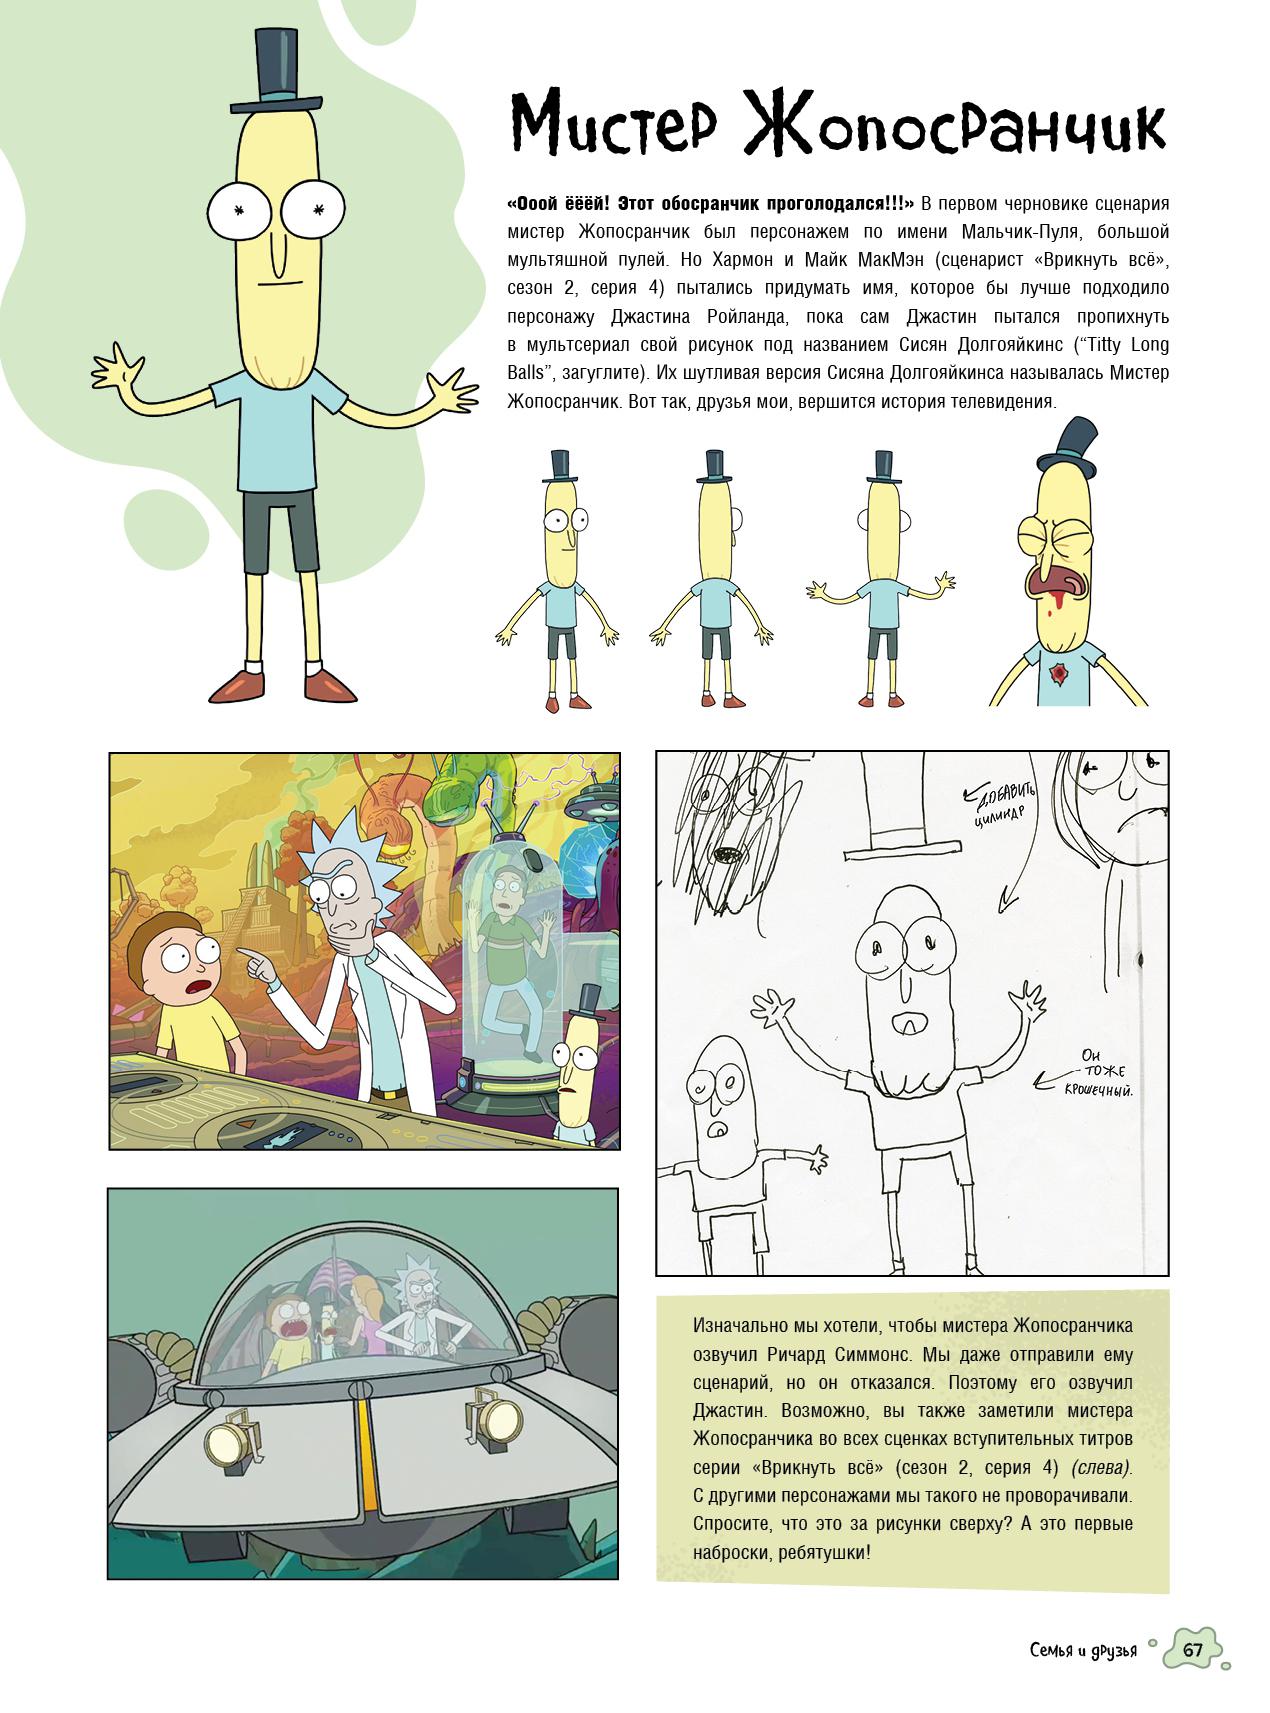 Мистер Жопосранчик
«Ооой ёёёй! Этот обосранчик проголодался!!!» В первом черновике сценария
мистер Жопосранчик был персонажем по имени Мальчик-Пуля, большой
мультяшной пулей. Но Хармон и Майк МакМэн (сценарист «Врикнуть всё»,
сезон 2, серия 4) пытались придумать имя, которое бы лучше подходило
персонажу Джастина Ройланда, пока сам Джастин пытался пропихнуть
в мультсериал свой рисунок под названием Сисян Долгояйкинс (“Titty Long
Balls”, загуглите). Их шутливая версия Сисяна Долгояйкинса называлась Мистер
Жопосранчик. Вот так, друзья мои, вершится история телевидения.
ДОБАВИТЬ
ЦИЛИНДР
Он
ТОЖЕ
КРОШЕЧНЫЙ.
Изначально мы хотели, чтобы мистера Жопосранчика
озвучил Ричард Симмонс. Мы даже отправили ему
сценарий, но он отказался. Поэтому его озвучил
Джастин. Возможно, вы также заметили мистера
Жопосранчика во всех сценках вступительных титров
серии «Врикнуть всё» (сезон 2, серия 4) (слева).
С другими персонажами мы такого не проворачивали.
Спросите, что это за рисунки сверху? А это первые
наброски, ребятушки!
Семья и друзья 67